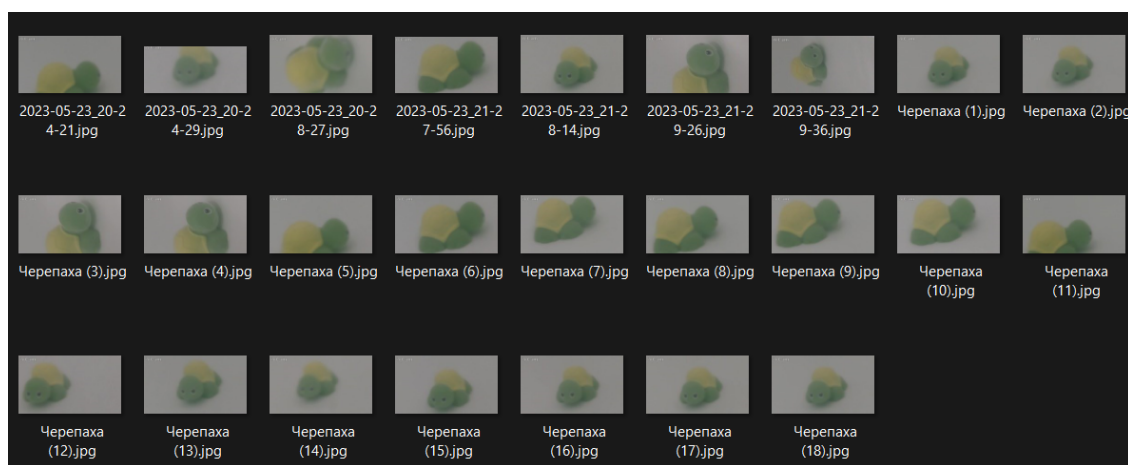 2023-05-23_20-2
4-21.jpg
2023-05-23_20-2
4-29.jpg
2023-05-23_20-2
8-27.jpg
2023-05-23_21-2
7-56.jpg
2023-05-23_21-2
8-14.jpg
2023-05-23_21-2
9-26.jpg
2023-05-23_21-2
9-36.jpg
Черепаха (1).jpg
Черепаха (2).jpg
Черепаха (3).jpg
Черепаха (4).jpg
Черепаха (5).jpg
Черепаха (6).jpg
Черепаха (7).jpg
Черепаха (8).jpg
Черепаха (9).jpg
Черепаха
(10).jpg
Черепаха
(11).jpg
Черепаха
(12).jpg
Черепаха
(13).jpg
Черепаха
(14).jpg
Черепаха
(15).jpg
Черепаха
(16).jpg
Черепаха
(17).jpg
Черепаха
(18).jpg